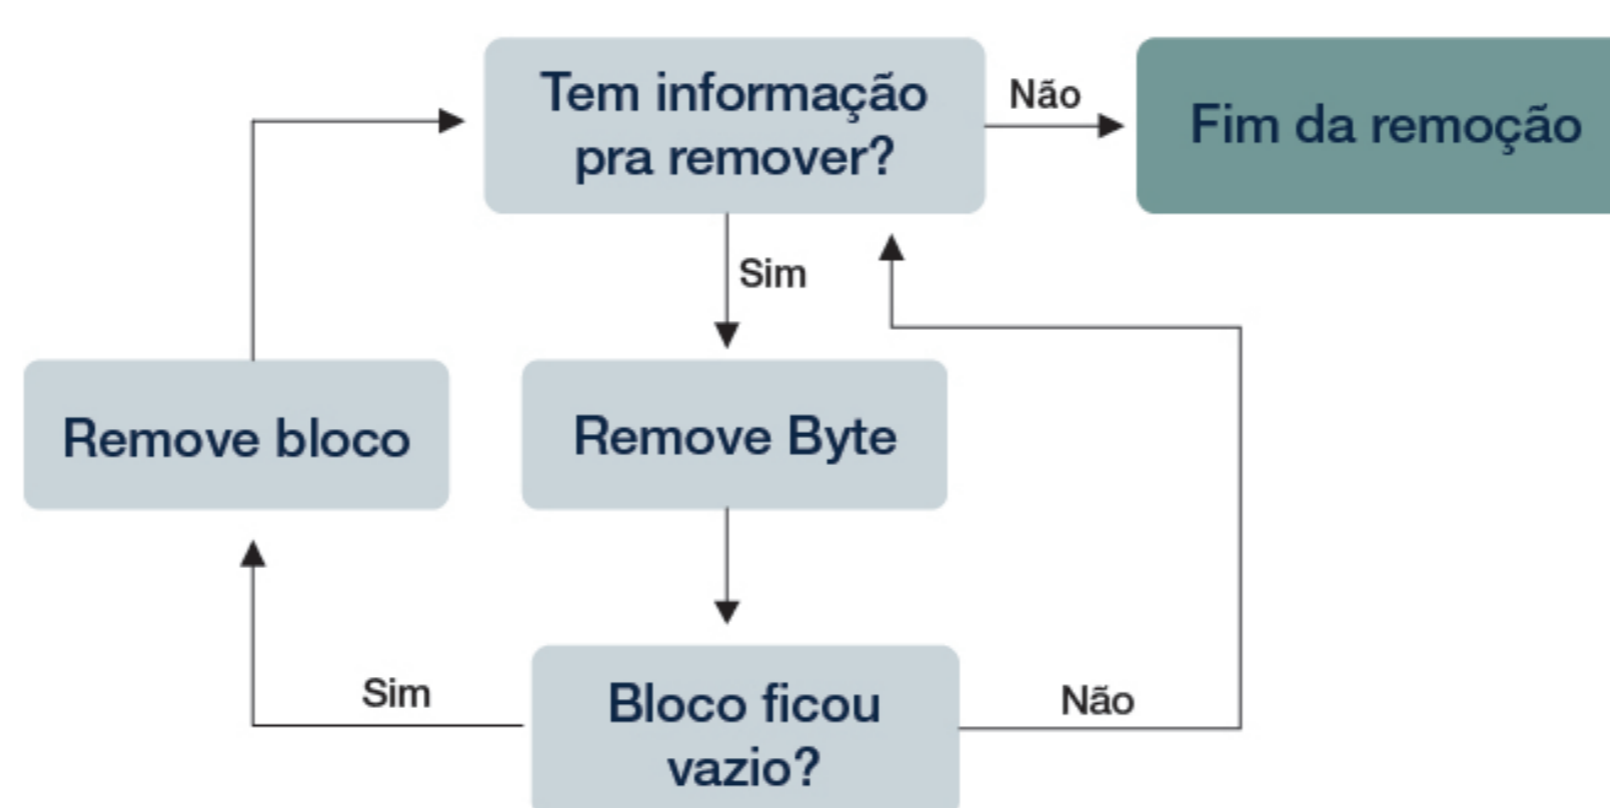 Tem informação
pra remover?
Não
Fim da remoção
Sim
Remove bloco
Remove Byte
Sim
Bloco ficou
vazio?
Não